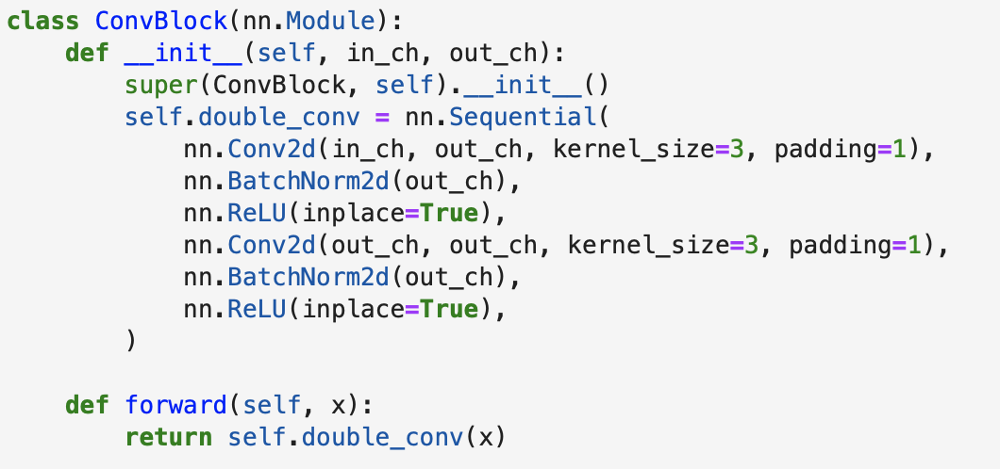 class ConvBlock(nn.Module):
    def __init__(self, in_ch, out_ch):
        super(ConvBlock, self).__init__()
        self.double_conv = nn.Sequential(
            nn.Conv2d(in_ch, out_ch, kernel_size=3, padding=1),
            nn.BatchNorm2d(out_ch),
            nn.ReLU(inplace=True),
            nn.Conv2d(out_ch, out_ch, kernel_size=3, padding=1),
            nn.BatchNorm2d(out_ch),
            nn.ReLU(inplace=True),
        )

    def forward(self, x):
        return self.double_conv(x)